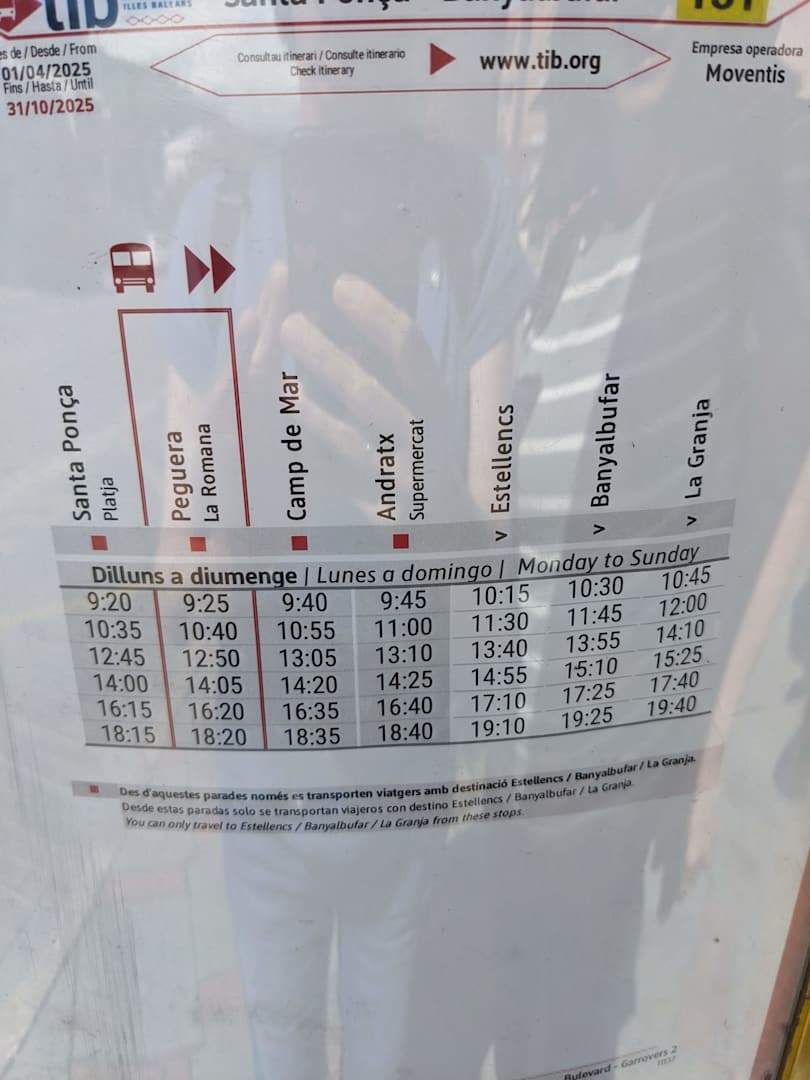 tib
ILLES BALEARS
Santa Ponça - Banyalbufar
es de / Desde / From
01/04/2025
Fins / Hasta / Until
31/10/2025
Consultau itinerari / Consulte itinerario
Check itinerary
www.tib.org
Empresa operadora
Moventis
Santa Ponça
Platja
Peguera
La Romana
Camp de Mar
Andratx
Supermercat
v Estellencs
v Banyalbufar
v La Granja
Dilluns a diumenge | Lunes a domingo | Monday to Sunday
9:20 9:25 9:40 9:45 10:15 10:30 10:45
10:35 10:40 10:55 11:00 11:30 11:45 12:00
12:45 12:50 13:05 13:10 13:40 13:55 14:10
14:00 14:05 14:20 14:25 14:55 15:10 15:25
16:15 16:20 16:35 16:40 17:10 17:25 17:40
18:15 18:20 18:35 18:40 19:10 19:25 19:40
Des d'aquestes parades només es transporten viatgers amb destinació Estellencs / Banyalbufar / La Granja.
Desde estas paradas solo se transportan viajeros con destino Estellencs / Banyalbufar / La Granja.
You can only travel to Estellencs / Banyalbufar / La Granja from these stops.
Bulevard - Garrovers 2